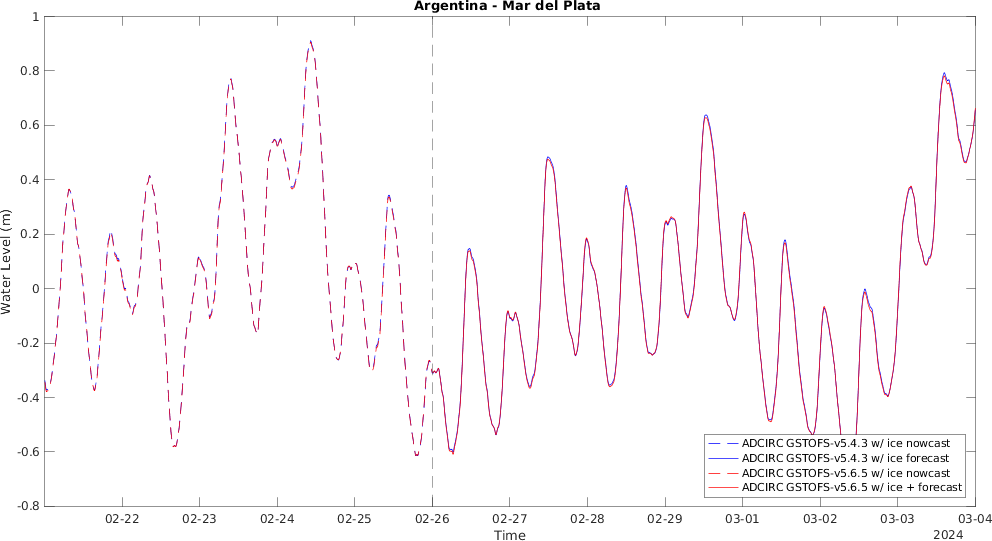 Argentina - Mar del Plata
Water Level (m)
1
0.8
0.6
0.4
0.2
0
-0.2
-0.4
-0.6
-0.8
ADCIRC GSTOFS-v5.4.3 w/ ice nowcast
ADCIRC GSTOFS-v5.4.3 w/ ice forecast
ADCIRC GSTOFS-v5.6.5 w/ ice nowcast
ADCIRC GSTOFS-v5.6.5 w/ ice + forecast
02-22 02-23 02-24 02-25 02-26 02-27 02-28 02-29 03-01 03-02 03-03 03-04
Time
2024